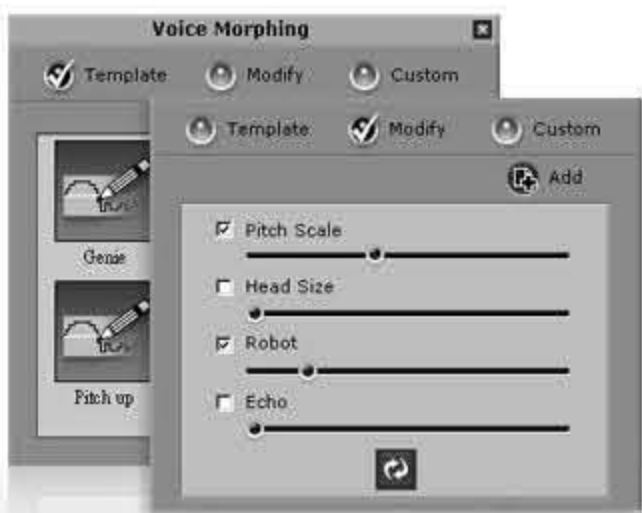 Voice Morphing
Template Modify Custom
Genie
Pitch up
Template Modify Custom
Add
Pitch Scale
Head Size
Robot
Echo